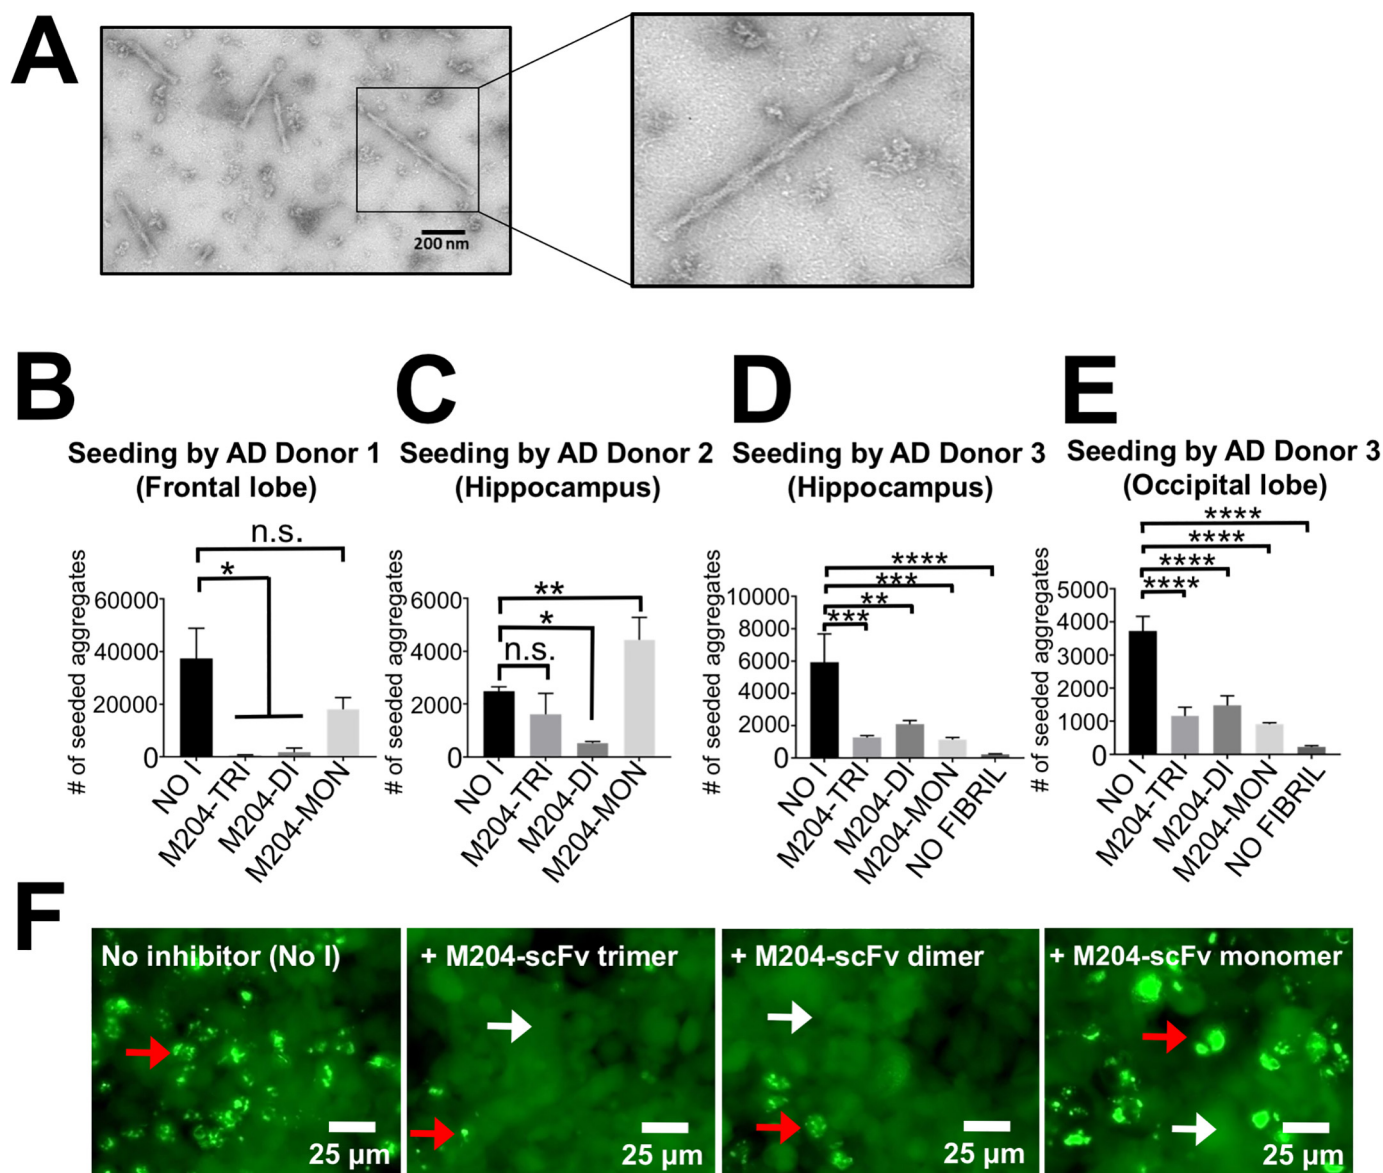 A
200 nm
B
C
D
E
Seeding by AD Donor 1
(Frontal lobe)
Seeding by AD Donor 2
(Hippocampus)
Seeding by AD Donor 3
(Hippocampus)
Seeding by AD Donor 3
(Occipital lobe)
# of seeded aggregates
60000
40000
20000
0
n.s.
*
NO I
M204-TRI
M204-DI
M204-MON
# of seeded aggregates
6000
4000
2000
0
**
*
n.s.
NO I
M204-TRI
M204-DI
M204-MON
# of seeded aggregates
10000
8000
6000
4000
2000
0
****
***
**
***
NO I
M204-TRI
M204-DI
M204-MON
NO FIBRIL
# of seeded aggregates
5000
4000
3000
2000
1000
0
****
****
****
****
NO I
M204-TRI
M204-DI
M204-MON
NO FIBRIL
F
No inhibitor (No I)
25 µm
+ M204-scFv trimer
25 µm
+ M204-scFv dimer
25 µm
+ M204-scFv monomer
25 µm